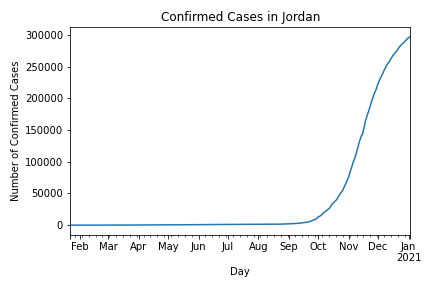 Confirmed Cases in Jordan
300000
250000
200000
150000
100000
50000
0
Number of Confirmed Cases
Feb Mar Apr May Jun Jul Aug Sep Oct Nov Dec Jan
2021
Day